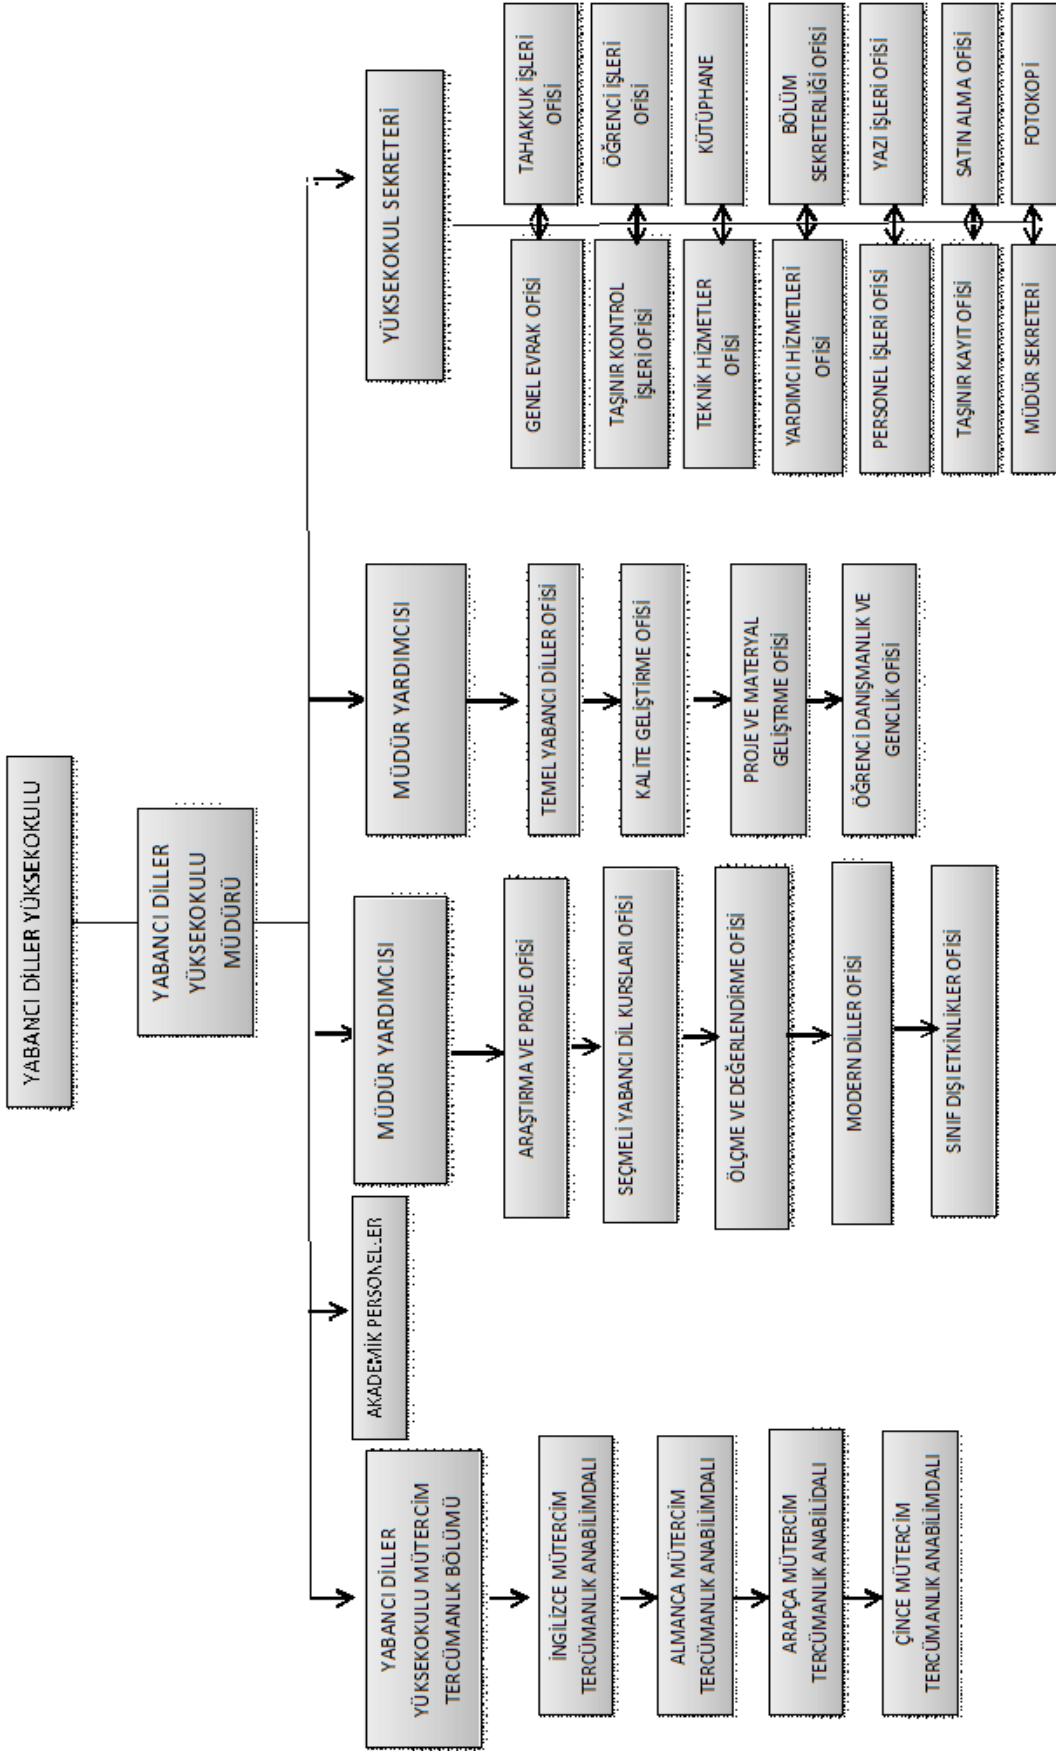 YABANCI DİLLER YÜKSEKOKULU
YABANCI DİLLER
YÜKSEKOKULU
MÜDÜRÜ
YABANCI DİLLER
YÜKSEKOKULU MÜTERCİM
TERCÜMANLK BÖLÜMÜ
İNGİLİZCE MÜTERCİM
TERCÜMANLIK ANABİLİMDALI
ALMANCA MÜTERCİM
TERCÜMANLIK ANABİLİMDALI
ARAPÇA MÜTERCİM
TERCÜMANLIK ANABİLİDALI
ÇİNCE MÜTERCİM
TERCÜMANLIK ANABİLİMDALI
AKADEMİK PERSONELLER
MÜDÜR YARDIMCISI
ARAŞTIRMA VE PROJE OFİSİ
SEÇMELİ YABANCI DİL KURSLARI OFİSİ
ÖLÇME VE DEĞERLENDİRME OFİSİ
MODERN DİLLER OFİSİ
SINIF DIŞI ETKİNLİKLER OFİSİ
MÜDÜR YARDIMCISI
TEMEL YABANCI DİLLER OFİSİ
KALİTE GELİŞTİRME OFİSİ
PROJE VE MATERYAL
GELİŞTRME OFİSİ
ÖĞRENCİ DANIŞMANLIK VE
GENCLİK OFİSİ
YÜKSEKOKUL SEKRETERİ
GENEL EVRAK OFİSİ
TAHAKKUK İŞLERİ
OFİSİ
TAŞINIR KONTROL
İŞLERİ OFİSİ
ÖĞRENCİ İŞLERİ
OFİSİ
TEKNİK HİZMETLER
OFİSİ
KÜTÜPHANE
YARDIMCI HİZMETLERİ
OFİSİ
BÖLÜM
SEKRETERLİĞİ OFİSİ
PERSONEL İŞLERİ OFİSİ
YAZI İŞLERİ OFİSİ
TAŞINIR KAYIT OFİSİ
SATIN ALMA OFİSİ
MÜDÜR SEKRETERİ
FOTOKOPİ